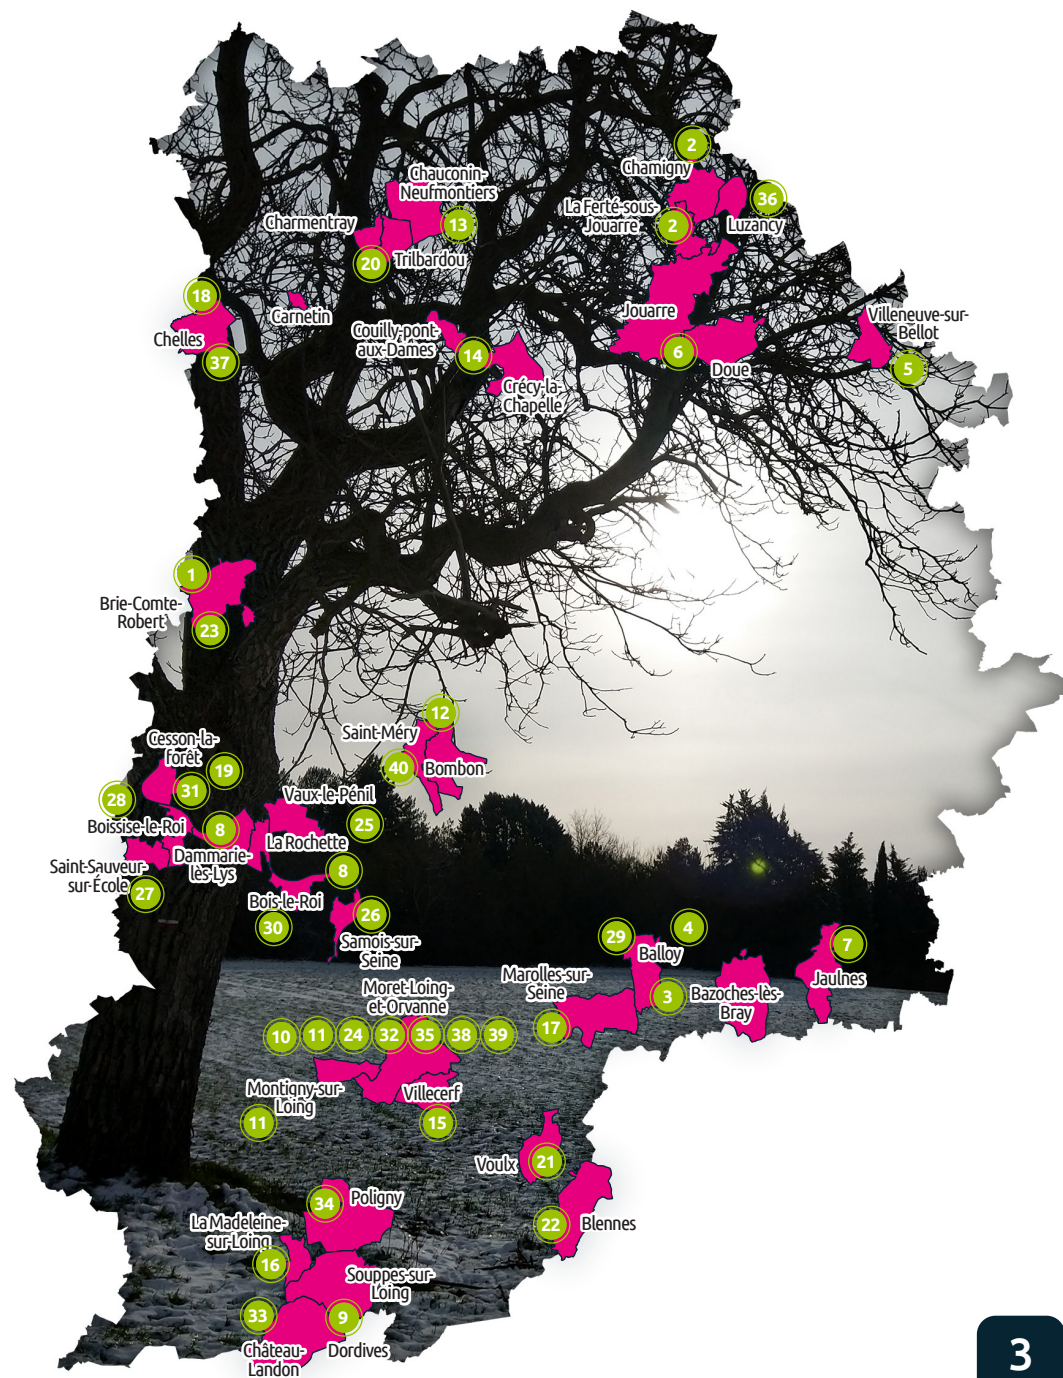 2
Chamigny
36
Luzancy
Chauconin-
Neufmontiers
13
La Ferté-sous-
Jouarre
2
Charmentray
20
Trilbardou
18
Chelles
37
Carnetin
Couilly-pont-
aux-Dames
14
Crécy-la-
Chapelle
Jouarre
6
Doue
Villeneuve-sur-
Bellot
5
1
Brie-Comte-
Robert
23
12
Saint-Méry
40
Bombon
Cesson-la-
forêt
19
31
28
Boissise-le-Roi
8
Dammarie-
lès-Lys
Vaux-le-Pénil
25
La Rochette
8
Saint-Sauveur-
sur-École
27
Bois-le-Roi
30
26
Samois-sur-
Seine
29
4
Balloy
3
Marolles-sur-
Seine
17
Bazoches-lès-
Bray
7
Jaulnes
Moret-Loing-
et-Orvanne
10
11
24
32
35
38
39
Montigny-sur-
Loing
11
Villecerf
15
Voulx
21
22
Blennes
34
Poligny
La Madeleine-
sur-Loing
16
Souppes-sur-
Loing
33
9
Château-
Landon
Dordives
3